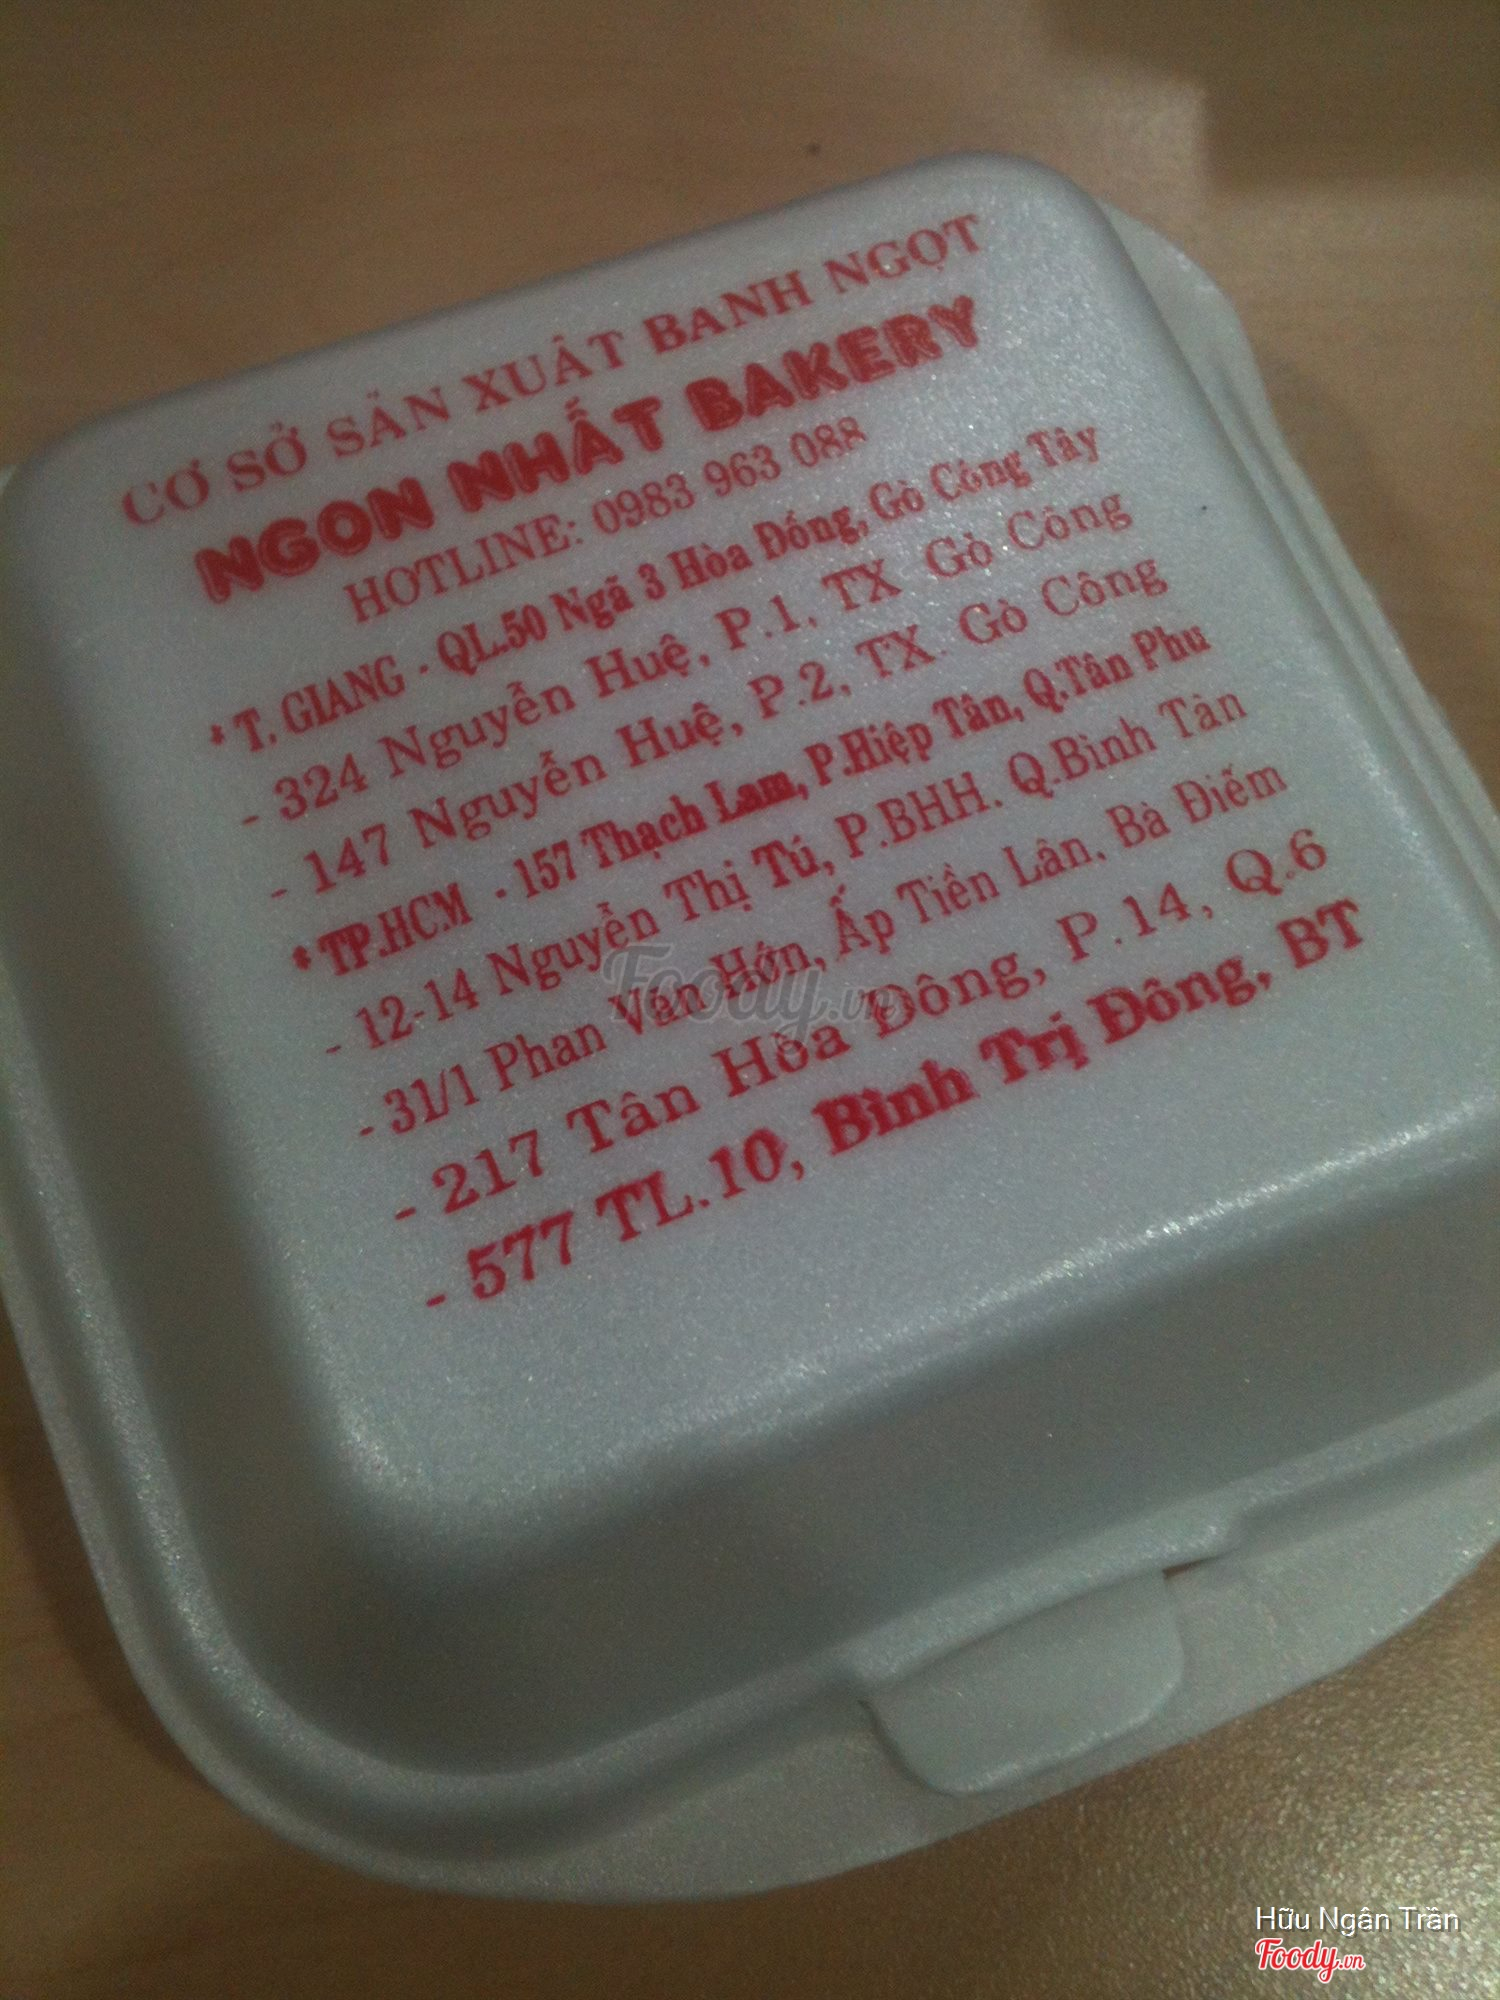 CƠ SỞ SẢN XUẤT BANH NGỌT
NGON NHẤT BAKERY
HOTLINE: 0983 963 088
* T. GIANG - QL.50 Ngã 3 Hòa Đồng, Gò Công Tây
- 324 Nguyễn Huệ, P.1, TX Gò Công
- 147 Nguyễn Huệ, P.2, TX. Gò Công
* TP.HCM - 157 Thạch Lam, P.Hiệp Tân, Q.Tân Phu
- 12-14 Nguyễn Thị Tú, P.BHH. Q.Bình Tân
- 31/1 Phan Văn Hớn, Ấp Tiền Lân, Bà Điểm
- 217 Tân Hòa Đông, P.14, Q.6
- 577 TL.10, Bình Trị Đông, BT
Foody.vn
Hữu Ngân Trần
Foody.vn